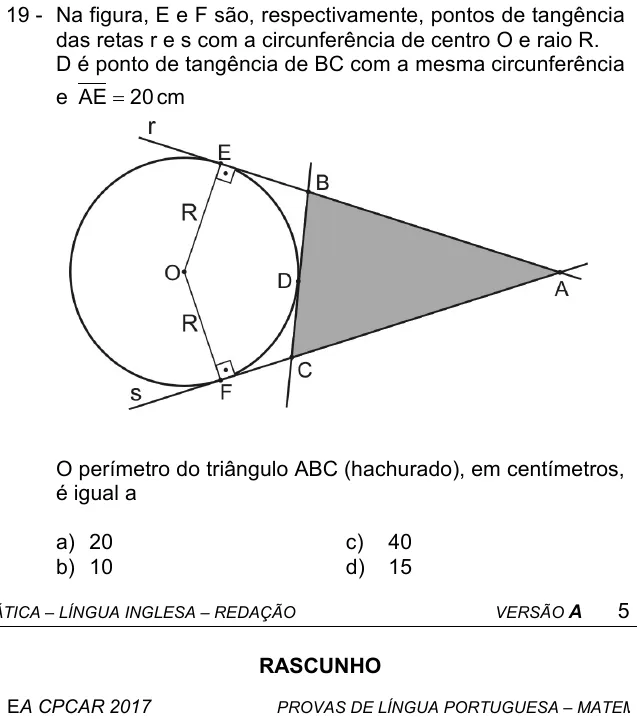 19 - Na figura, E e F são, respectivamente, pontos de tangência
das retas r e s com a circunferência de centro O e raio R.
D é ponto de tangência de BC com a mesma circunferência
e AE = 20 cm
r
E
B
R
O
D
A
R
C
s
F
O perímetro do triângulo ABC (hachurado), em centímetros,
é igual a
a) 20 c) 40
b) 10 d) 15
ÁTICA – LÍNGUA INGLESA – REDAÇÃO VERSÃO A 5
RASCUNHO
EA CPCAR 2017 PROVAS DE LÍNGUA PORTUGUESA – MATEM